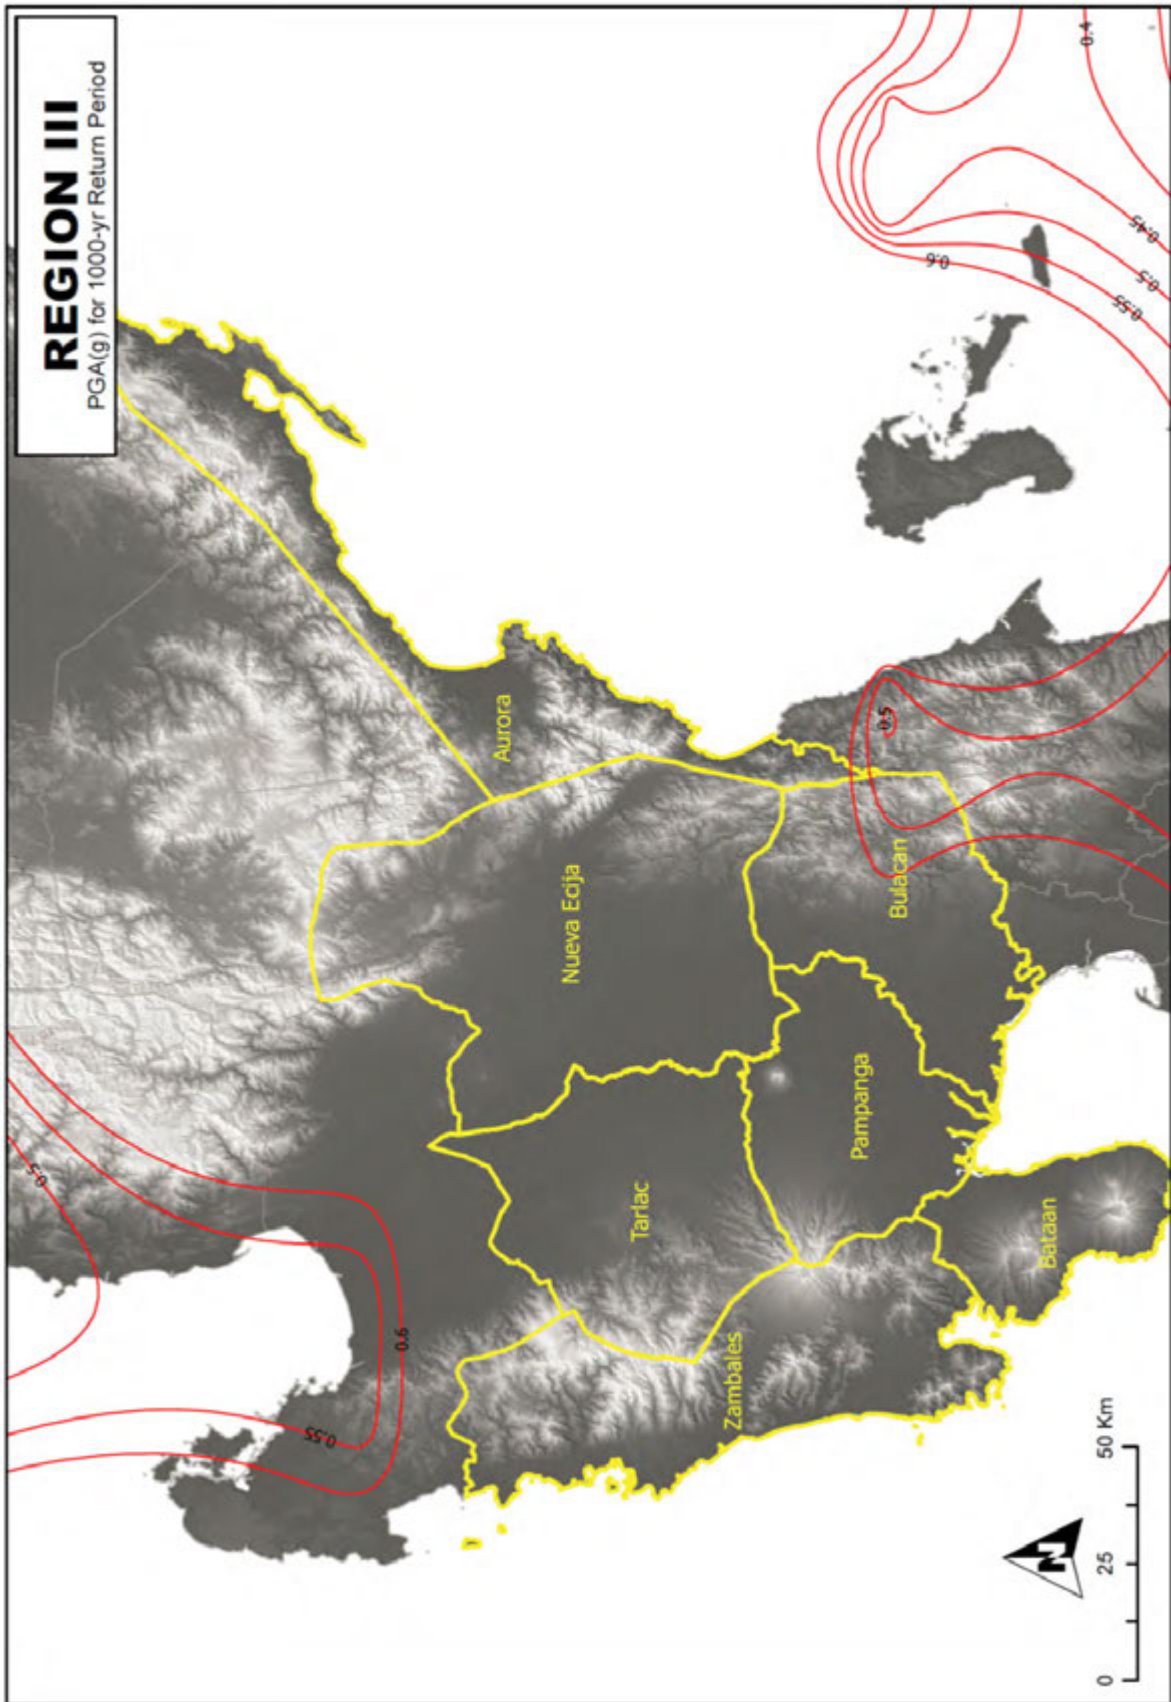 REGION III
PGA(g) for 1000-yr Return Period
0.5
0.55
0.6
Aurora
Nueva Ecija
Tarlac
Zambales
Pampanga
0.5
Bulacan
0.6
Bataan
N
0.4
0 25 50 Km
0.55
0.5
0.45